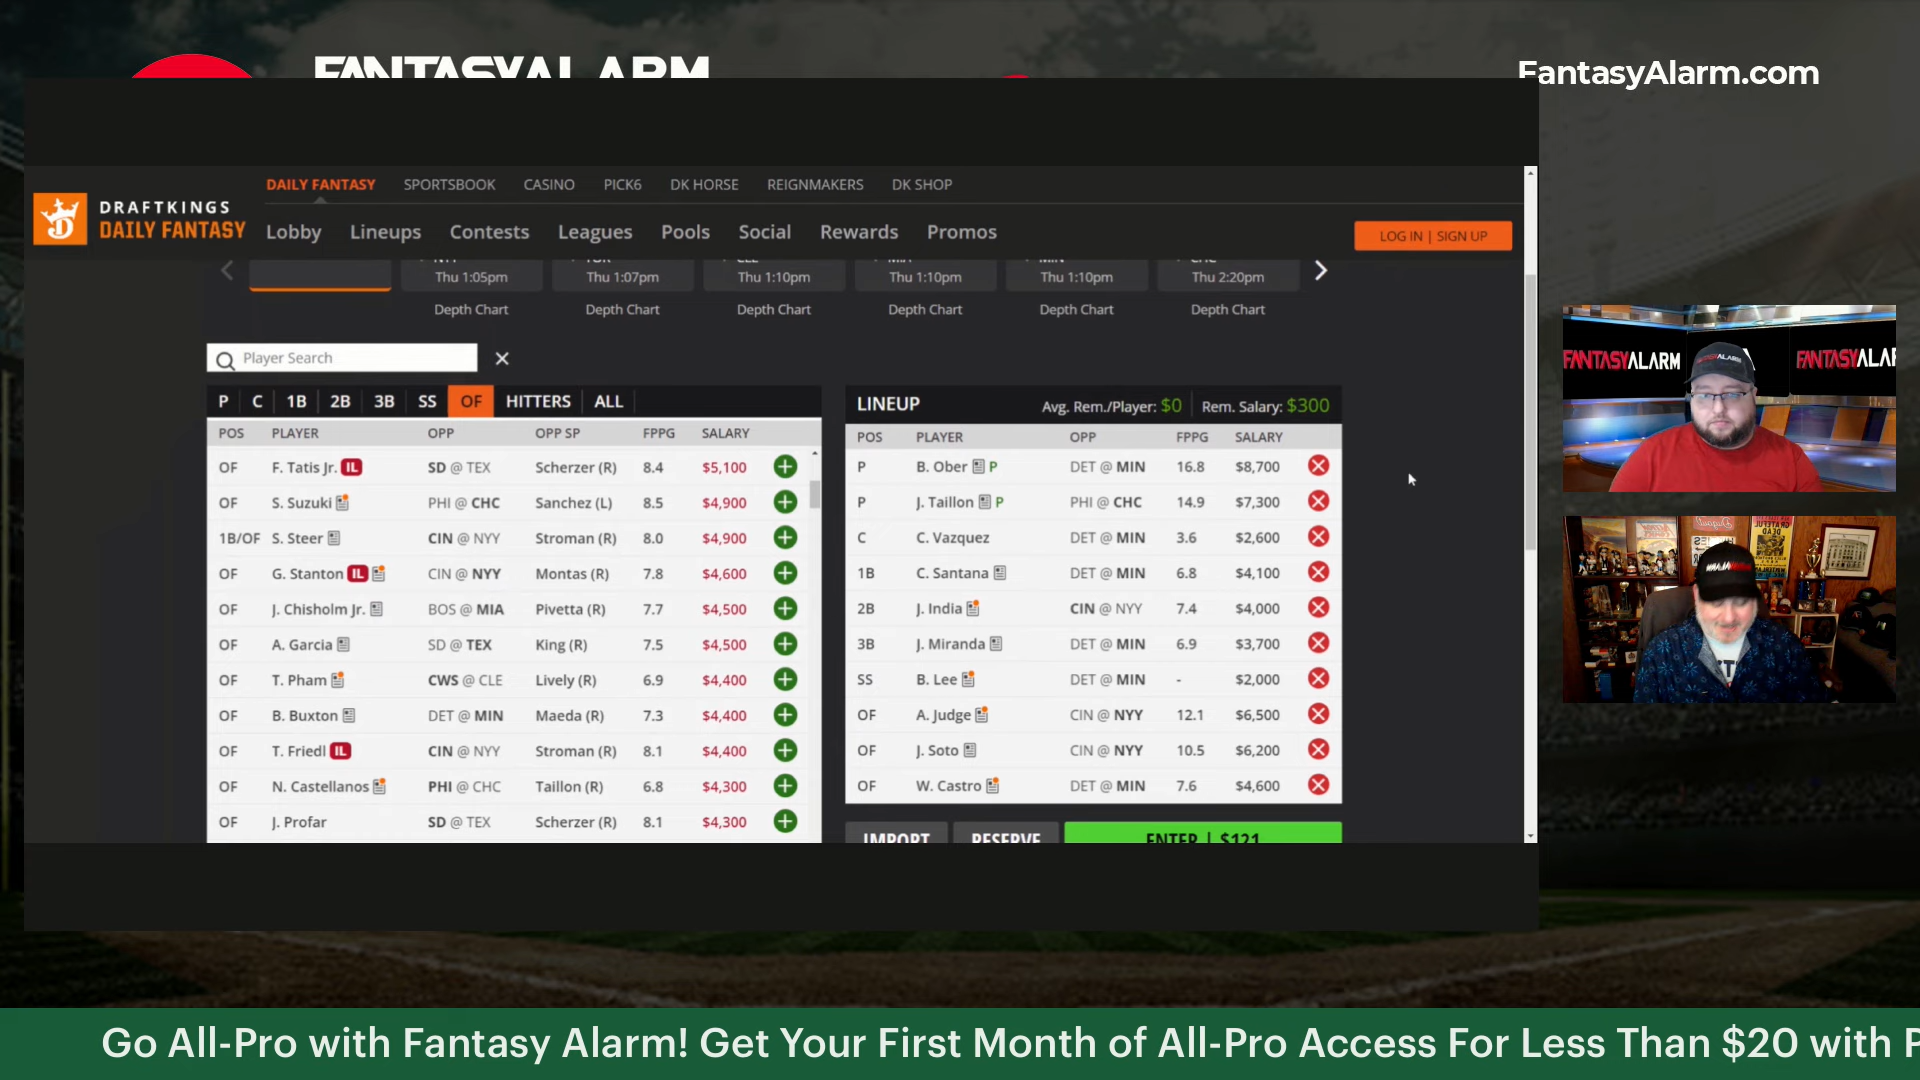 FANTASYALARM
FantasyAlarm.com
DAILY FANTASY SPORTSBOOK CASINO PICK6 DK HORSE REIGNMAKERS DK SHOP
DRAFTKINGS
DAILY FANTASY
Lobby Lineups Contests Leagues Pools Social Rewards Promos
LOG IN | SIGN UP
Thu 1:05pm Thu 1:07pm Thu 1:10pm Thu 1:10pm Thu 1:10pm Thu 2:20pm
Depth Chart Depth Chart Depth Chart Depth Chart Depth Chart Depth Chart
Player Search
P C 1B 2B 3B SS OF HITTERS ALL
POS PLAYER OPP OPP SP FPPG SALARY
OF F. Tatis Jr. IL SD @ TEX Scherzer (R) 8.4 $5,100
OF S. Suzuki PHI @ CHC Sanchez (L) 8.5 $4,900
1B/OF S. Steer CIN @ NYY Stroman (R) 8.0 $4,900
OF G. Stanton IL CIN @ NYY Montas (R) 7.8 $4,600
OF J. Chisholm Jr. BOS @ MIA Pivetta (R) 7.7 $4,500
OF A. Garcia SD @ TEX King (R) 7.5 $4,500
OF T. Pham CWS @ CLE Lively (R) 6.9 $4,400
OF B. Buxton DET @ MIN Maeda (R) 7.3 $4,400
OF T. Friedl IL CIN @ NYY Stroman (R) 8.1 $4,400
OF N. Castellanos PHI @ CHC Taillon (R) 6.8 $4,300
OF J. Profar SD @ TEX Scherzer (R) 8.1 $4,300
LINEUP Avg. Rem./Player: $0 Rem. Salary: $300
POS PLAYER OPP FPPG SALARY
P B. Ober P DET @ MIN 16.8 $8,700
P J. Taillon P PHI @ CHC 14.9 $7,300
C C. Vazquez DET @ MIN 3.6 $2,600
1B C. Santana DET @ MIN 6.8 $4,100
2B J. India CIN @ NYY 7.4 $4,000
3B J. Miranda DET @ MIN 6.9 $3,700
SS B. Lee DET @ MIN - $2,000
OF A. Judge CIN @ NYY 12.1 $6,500
OF J. Soto CIN @ NYY 10.5 $6,200
OF W. Castro DET @ MIN 7.6 $4,600
IMPORT RESERVE ENTER | $121
FANTASYALARM FANTASYALAR
Go All-Pro with Fantasy Alarm! Get Your First Month of All-Pro Access For Less Than $20 with P